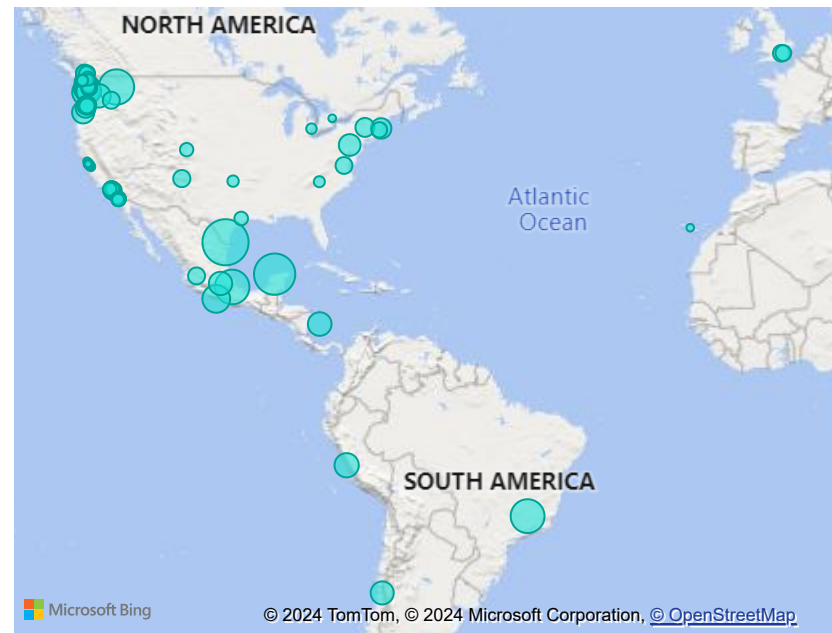 NORTH AMERICA
Atlantic
Ocean
SOUTH AMERICA
Microsoft Bing
© 2024 TomTom, © 2024 Microsoft Corporation, © OpenStreetMap